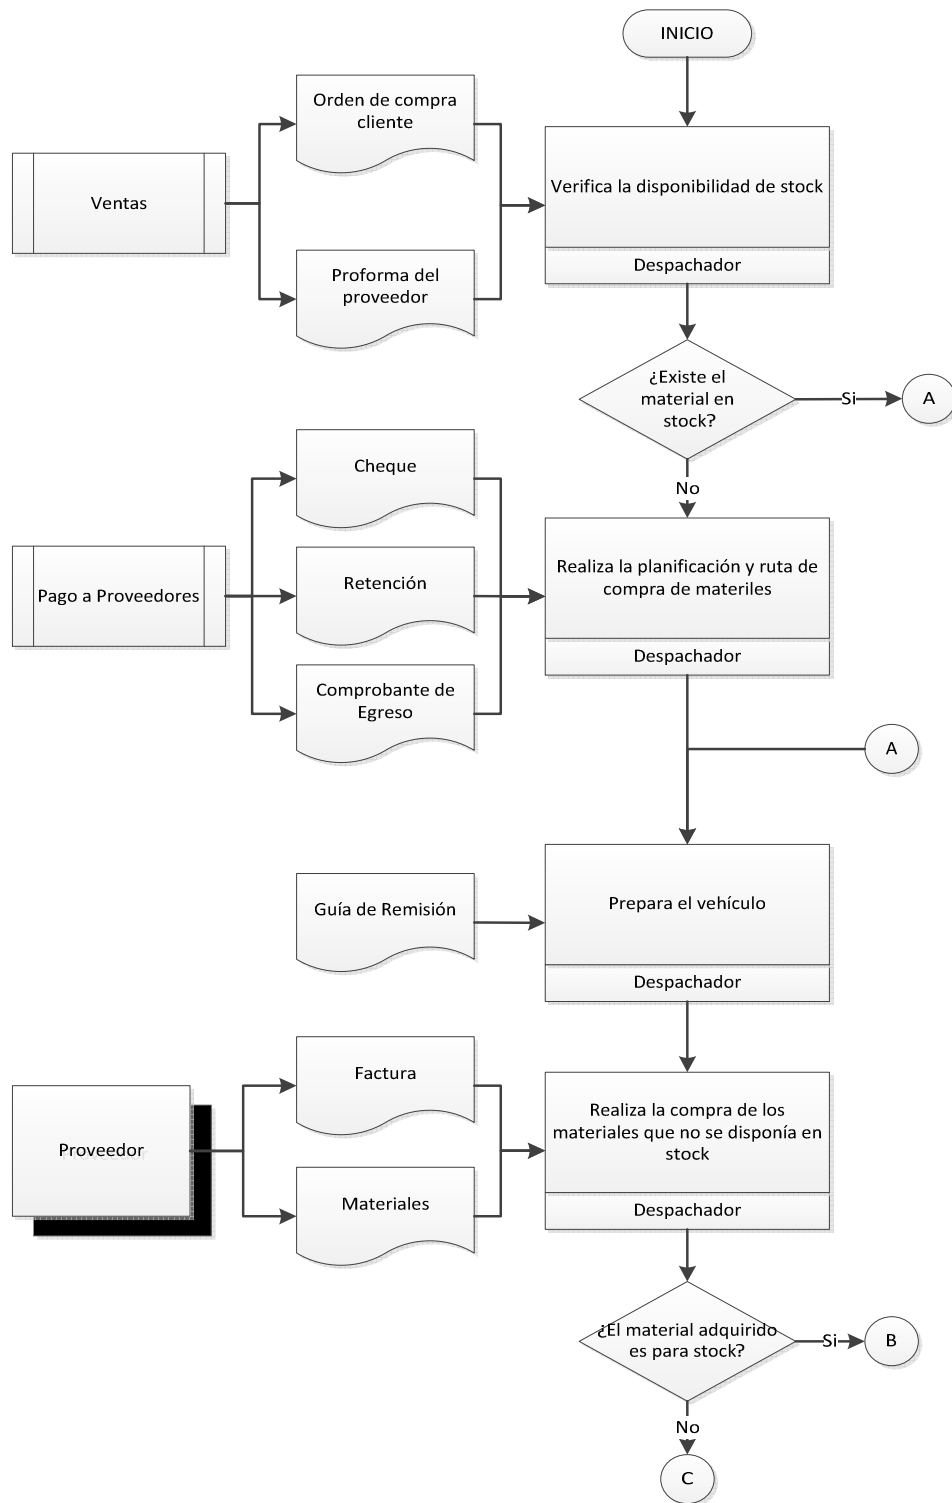 INICIO
Orden de compra
cliente
Ventas
Verifica la disponibilidad de stock
Despachador
Proforma del
proveedor
¿Existe el
material en
stock?
Si
A
No
Cheque
Pago a Proveedores
Retención
Realiza la planificación y ruta de
compra de materiles
Despachador
Comprobante de
Egreso
A
Guía de Remisión
Prepara el vehículo
Despachador
Factura
Proveedor
Realiza la compra de los
materiales que no se disponía en
stock
Despachador
Materiales
¿El material adquirido
es para stock?
Si
B
No
C